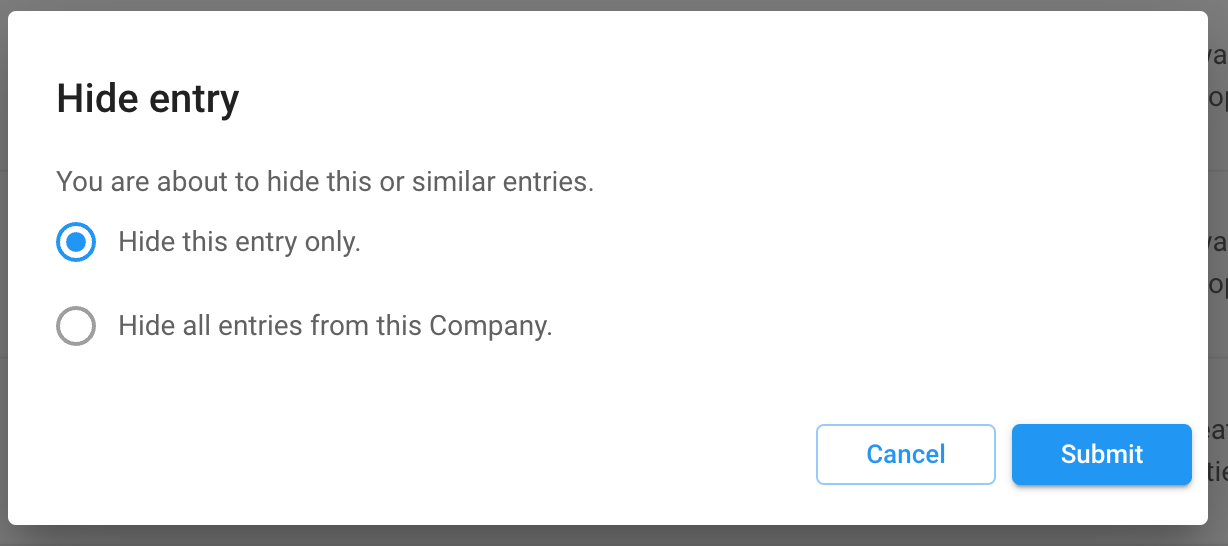 Hide entry
You are about to hide this or similar entries.
Hide this entry only.
Hide all entries from this Company.
Cancel
Submit